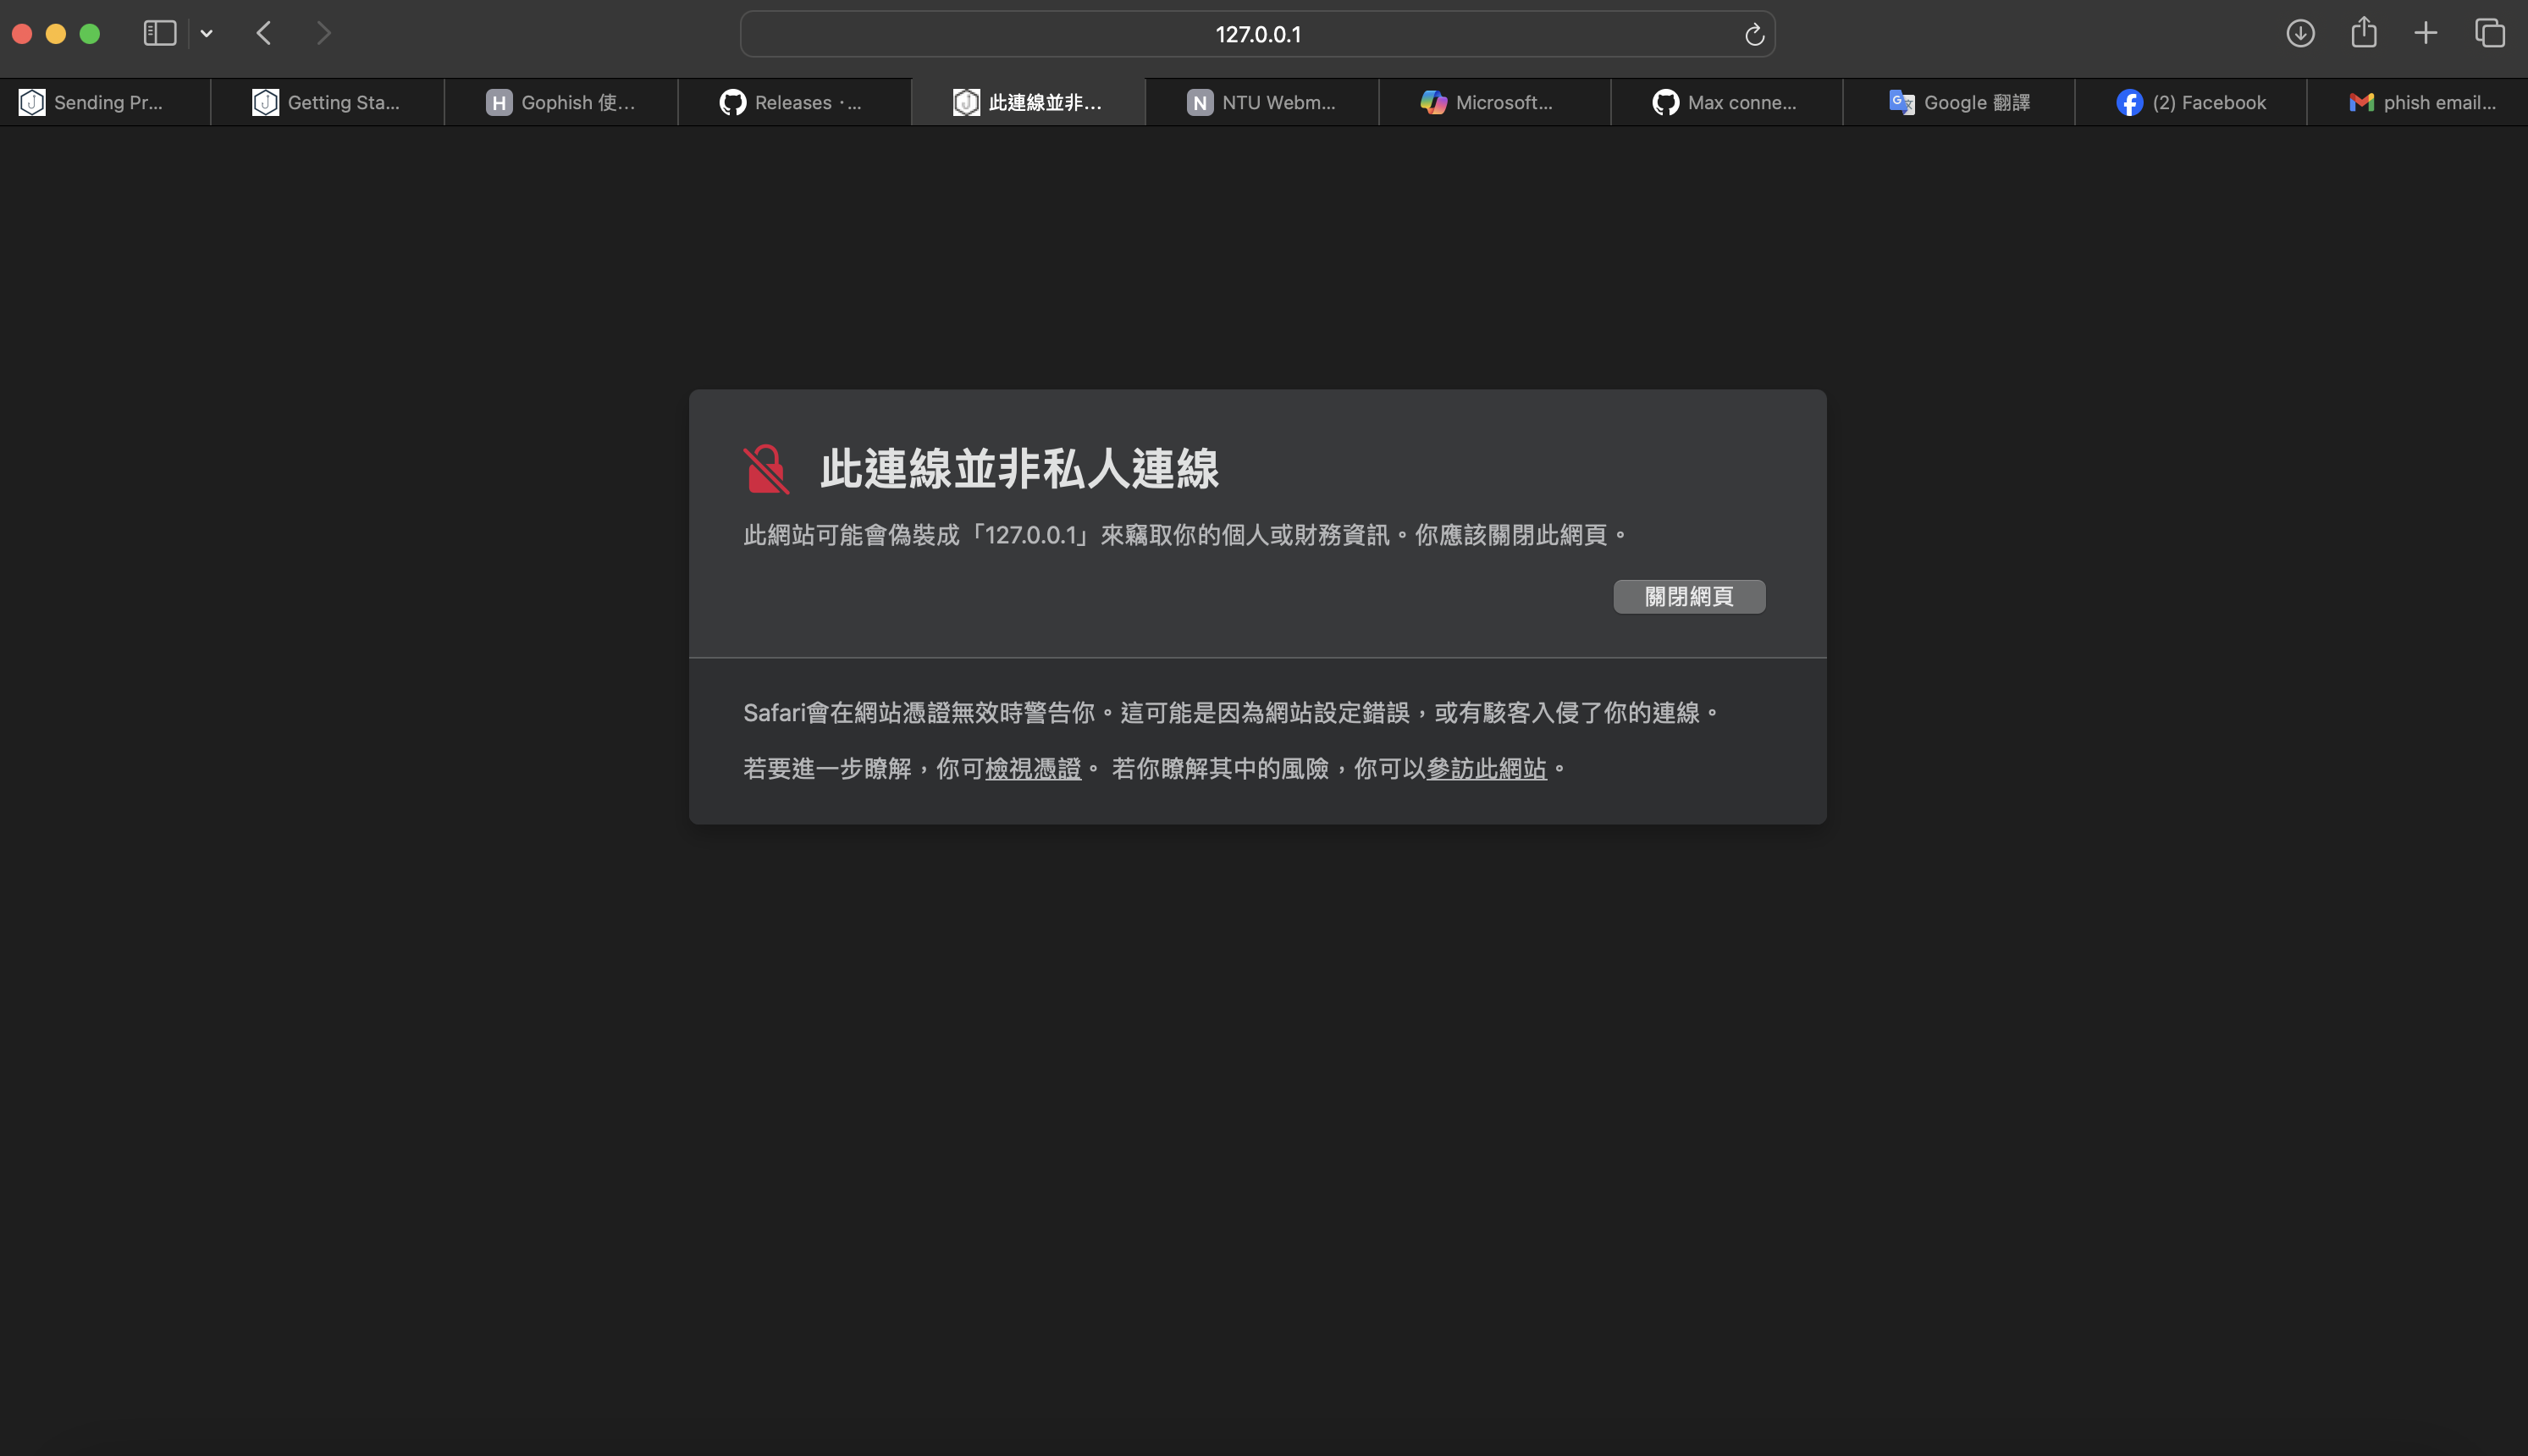 127.0.0.1
Sending Pr...
Getting Sta...
H Gophish 使...
Releases ·...
此連線並非...
N NTU Webm...
Microsoft...
Max conne...
Google 翻譯
(2) Facebook
phish email...
此連線並非私人連線
此網站可能會偽裝成「127.0.0.1」來竊取你的個人或財務資訊。你應該關閉此網頁。
關閉網頁
Safari會在網站憑證無效時警告你。這可能是因為網站設定錯誤，或有駭客入侵了你的連線。
若要進一步瞭解，你可檢視憑證。 若你瞭解其中的風險，你可以參訪此網站。